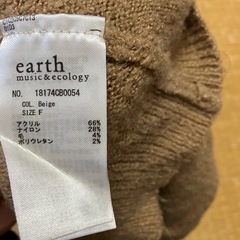 earth
music&ecology
NO. 18174CB0054
COL. Beige
SIZE F
アクリル 66%
ナイロン 28%
毛 4%
ポリウレタン 2%